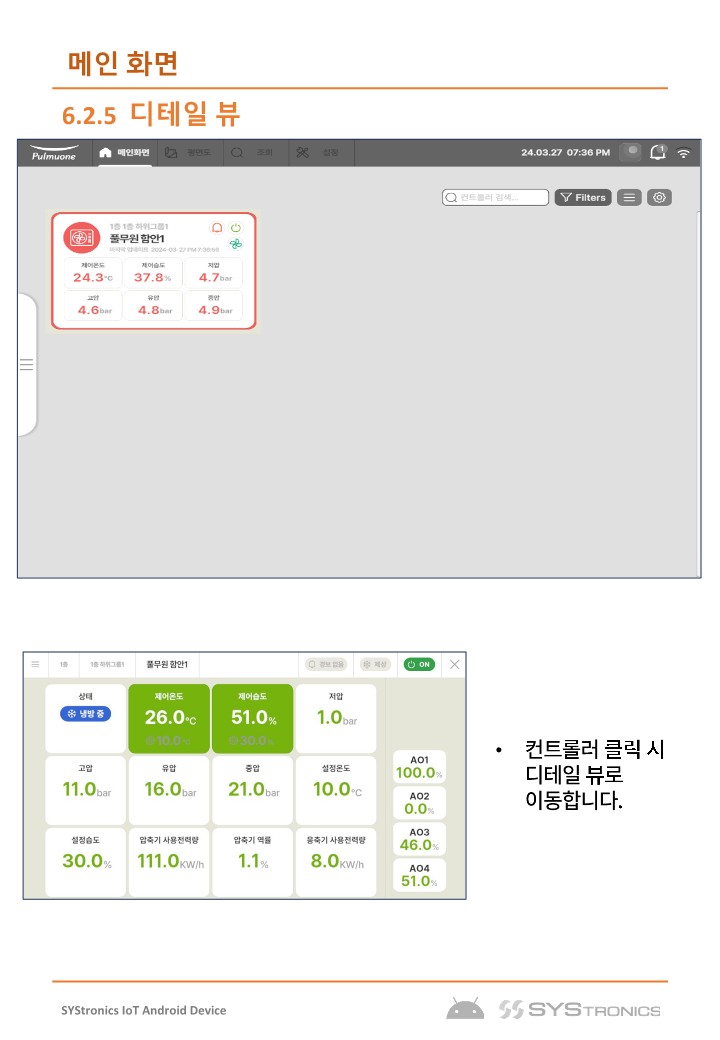 메인 화면
6.2.5 디테일 뷰
Pulmuone 메인화면 평면도 조회 설정 24.03.27 07:36 PM 1
컨트롤러 검색... Filters
1층 1층 하위그룹1
풀무원 함안1
마지막 업데이트 2024-03-27 PM 7:36:55
제어온도 제어습도 저압
24.3°C 37.8% 4.7bar
고압 유압 중압
4.6bar 4.8bar 4.9bar
1층 1층 하위그룹1 풀무원 함안1 경보 없음 제상 ON
상태 제어온도 제어습도 저압
냉방 중 26.0°C 51.0% 1.0bar
10.0°C 30.0%
고압 유압 중압 설정온도
11.0bar 16.0bar 21.0bar 10.0°C
설정습도 압축기 사용전력량 압축기 역률 응축기 사용전력량
30.0% 111.0KW/h 1.1% 8.0KW/h
AO1
100.0%
AO2
0.0%
AO3
46.0%
AO4
51.0%
• 컨트롤러 클릭 시
디테일 뷰로
이동합니다.
SYStronics IoT Android Device
SYSTRONICS